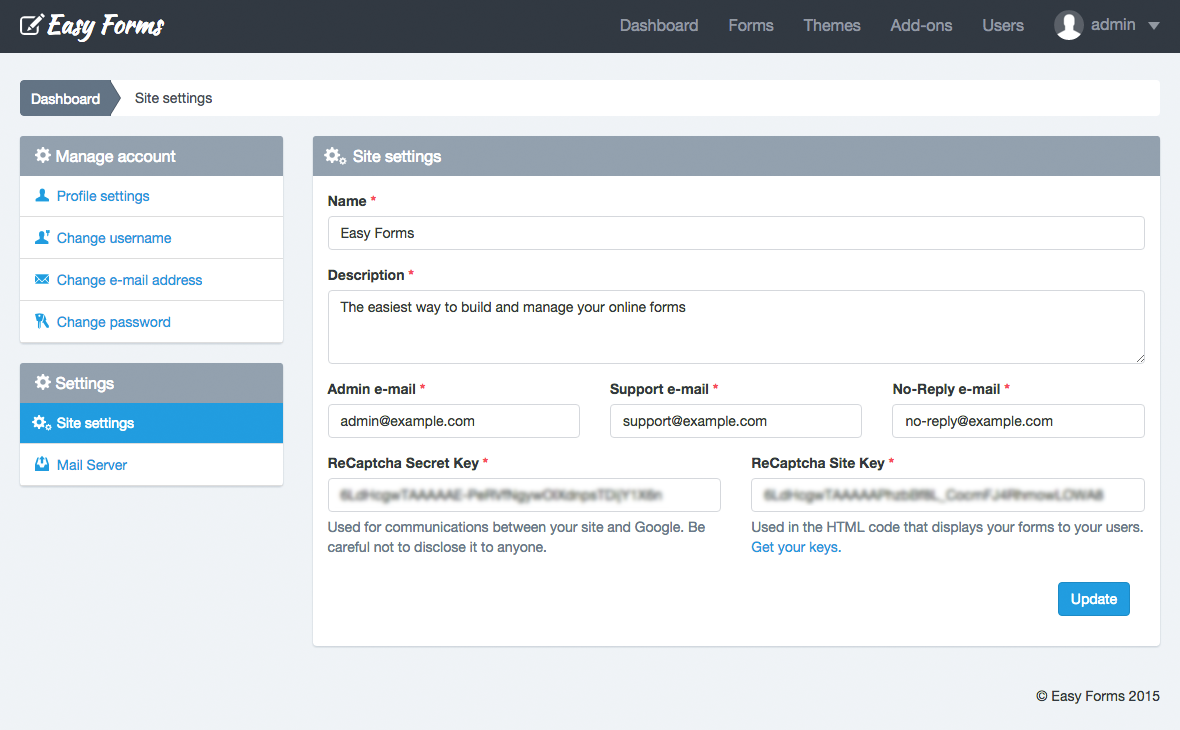 Easy Forms
Dashboard Forms Themes Add-ons Users admin
Dashboard Site settings
Manage account
Profile settings
Change username
Change e-mail address
Change password
Settings
Site settings
Mail Server
Site settings
Name *
Easy Forms
Description *
The easiest way to build and manage your online forms
Admin e-mail * Support e-mail * No-Reply e-mail *
admin@example.com support@example.com no-reply@example.com
ReCaptcha Secret Key *
Used for communications between your site and Google. Be
careful not to disclose it to anyone.
ReCaptcha Site Key *
Used in the HTML code that displays your forms to your users.
Get your keys.
Update
© Easy Forms 2015